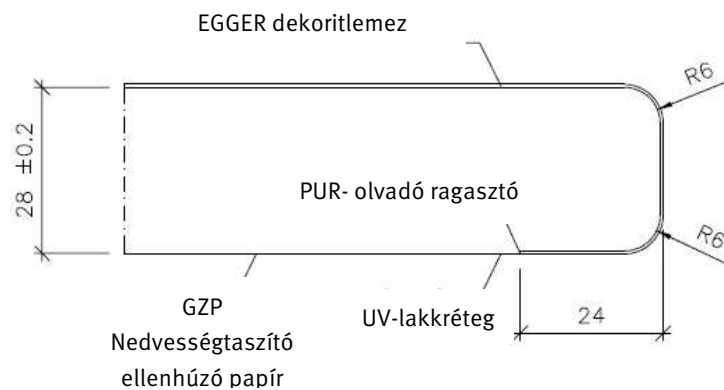 EGGER dekoritlemez
R6
28 ±0.2
PUR- olvadó ragasztó
R6
GZP
Nedvességtaszító
ellenhúzó papír
UV-lakkréteg
24